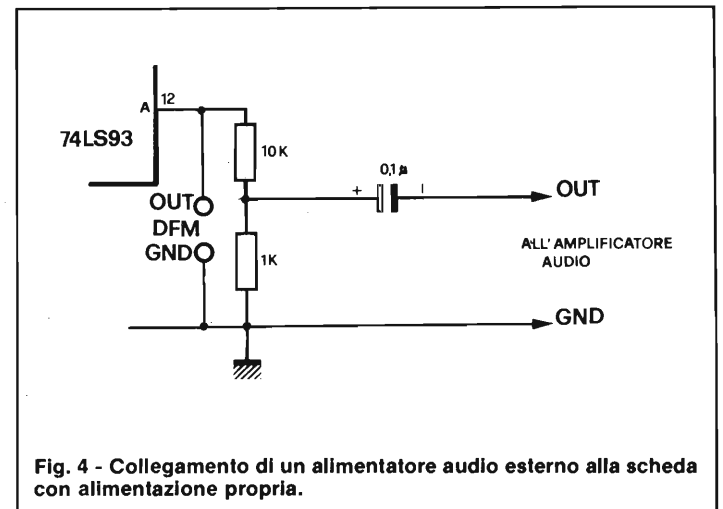 A 12
74LS93
10K
0,1 µ
+
OUT
OUT
DFM
GND
1K
ALL'AMPLIFICATORE
AUDIO
GND
Fig. 4 - Collegamento di un alimentatore audio esterno alla scheda
con alimentazione propria.